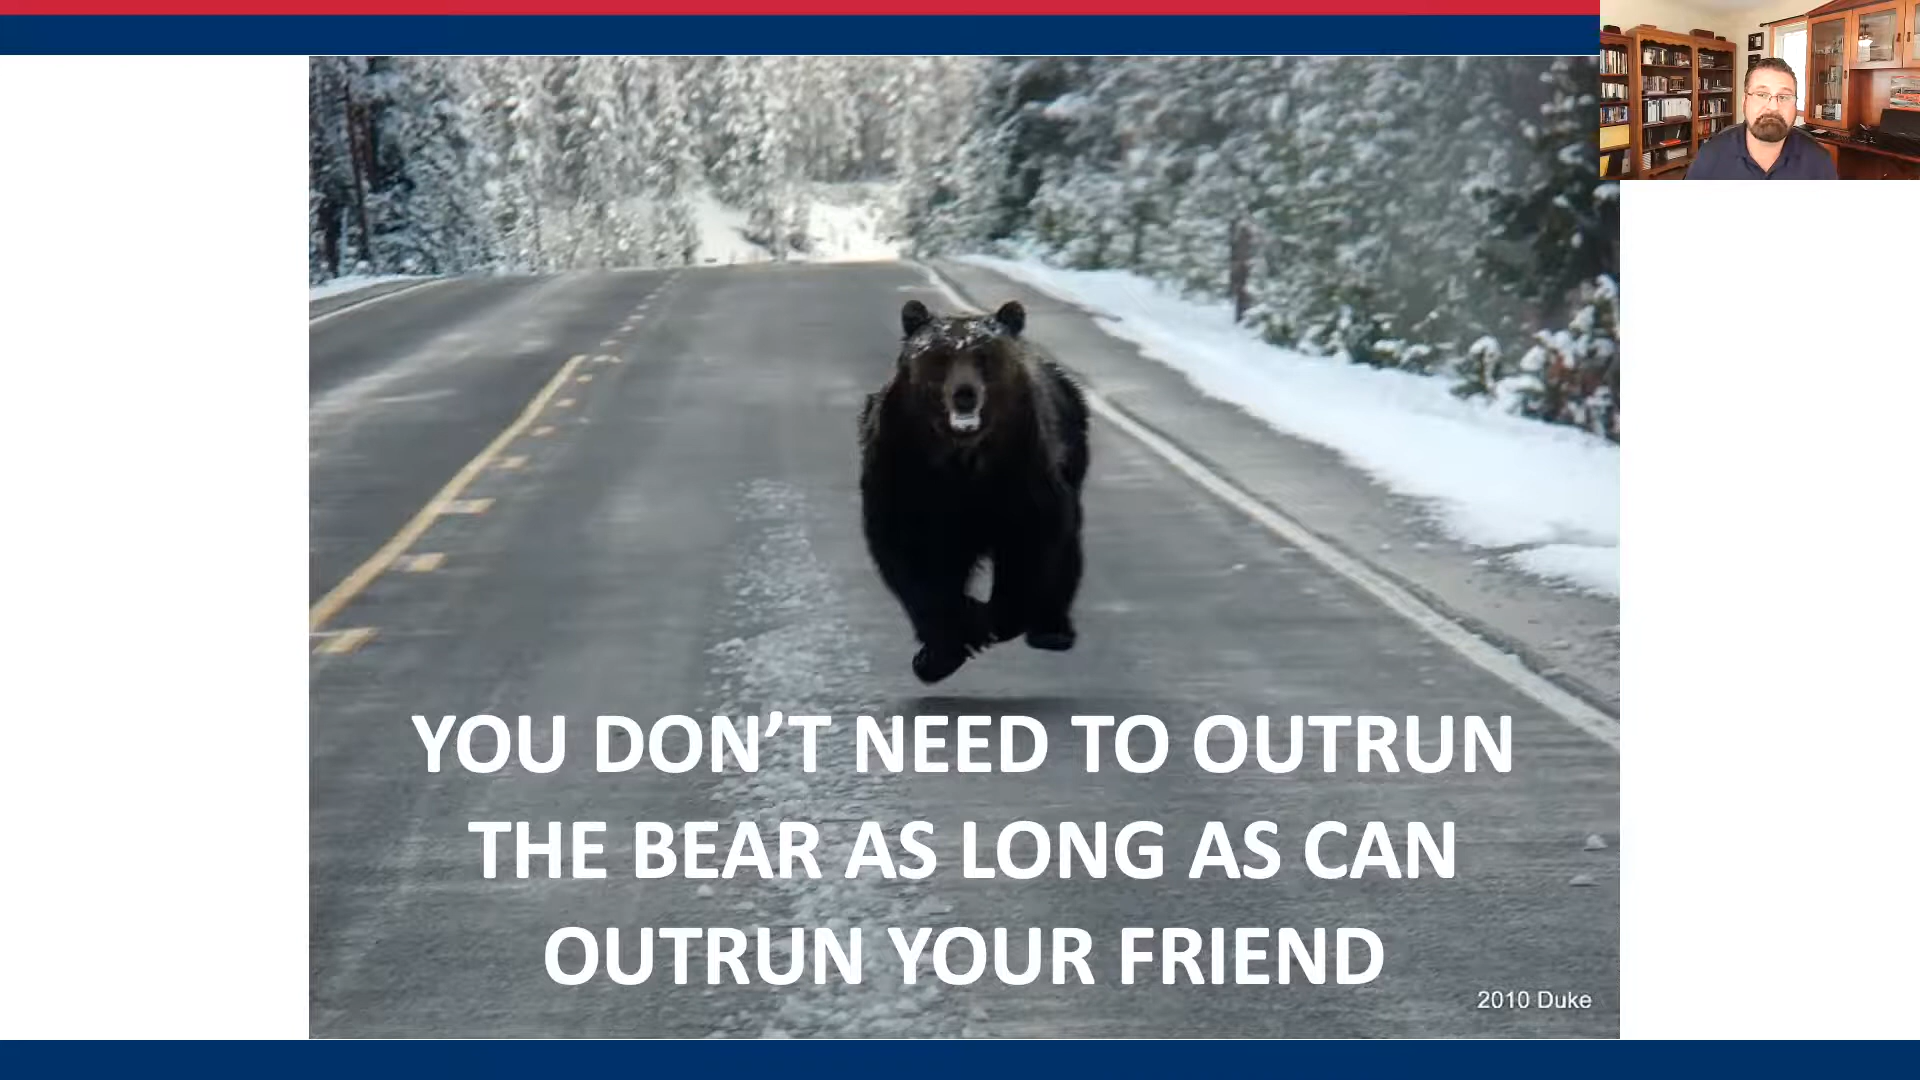 YOU DON’T NEED TO OUTRUN
THE BEAR AS LONG AS CAN
OUTRUN YOUR FRIEND
2010 Duke